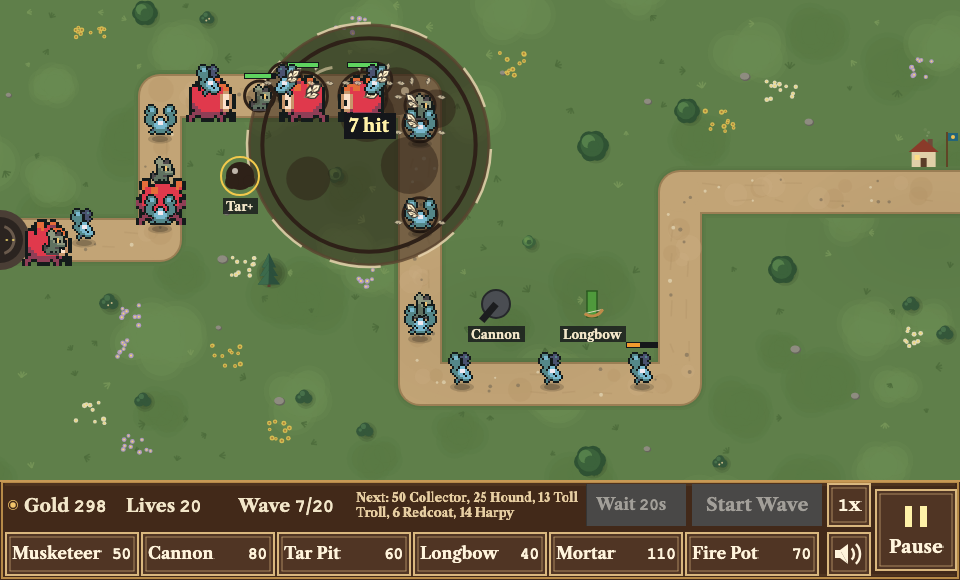 7 hit
Tar+
Cannon
Longbow
Gold 298
Lives 20
Wave 7/20
Next: 50 Collector, 25 Hound, 13 Toll
Troll, 6 Redcoat, 14 Harpy
Wait 20s
Start Wave
1x
Pause
Musketeer 50
Cannon 80
Tar Pit 60
Longbow 40
Mortar 110
Fire Pot 70